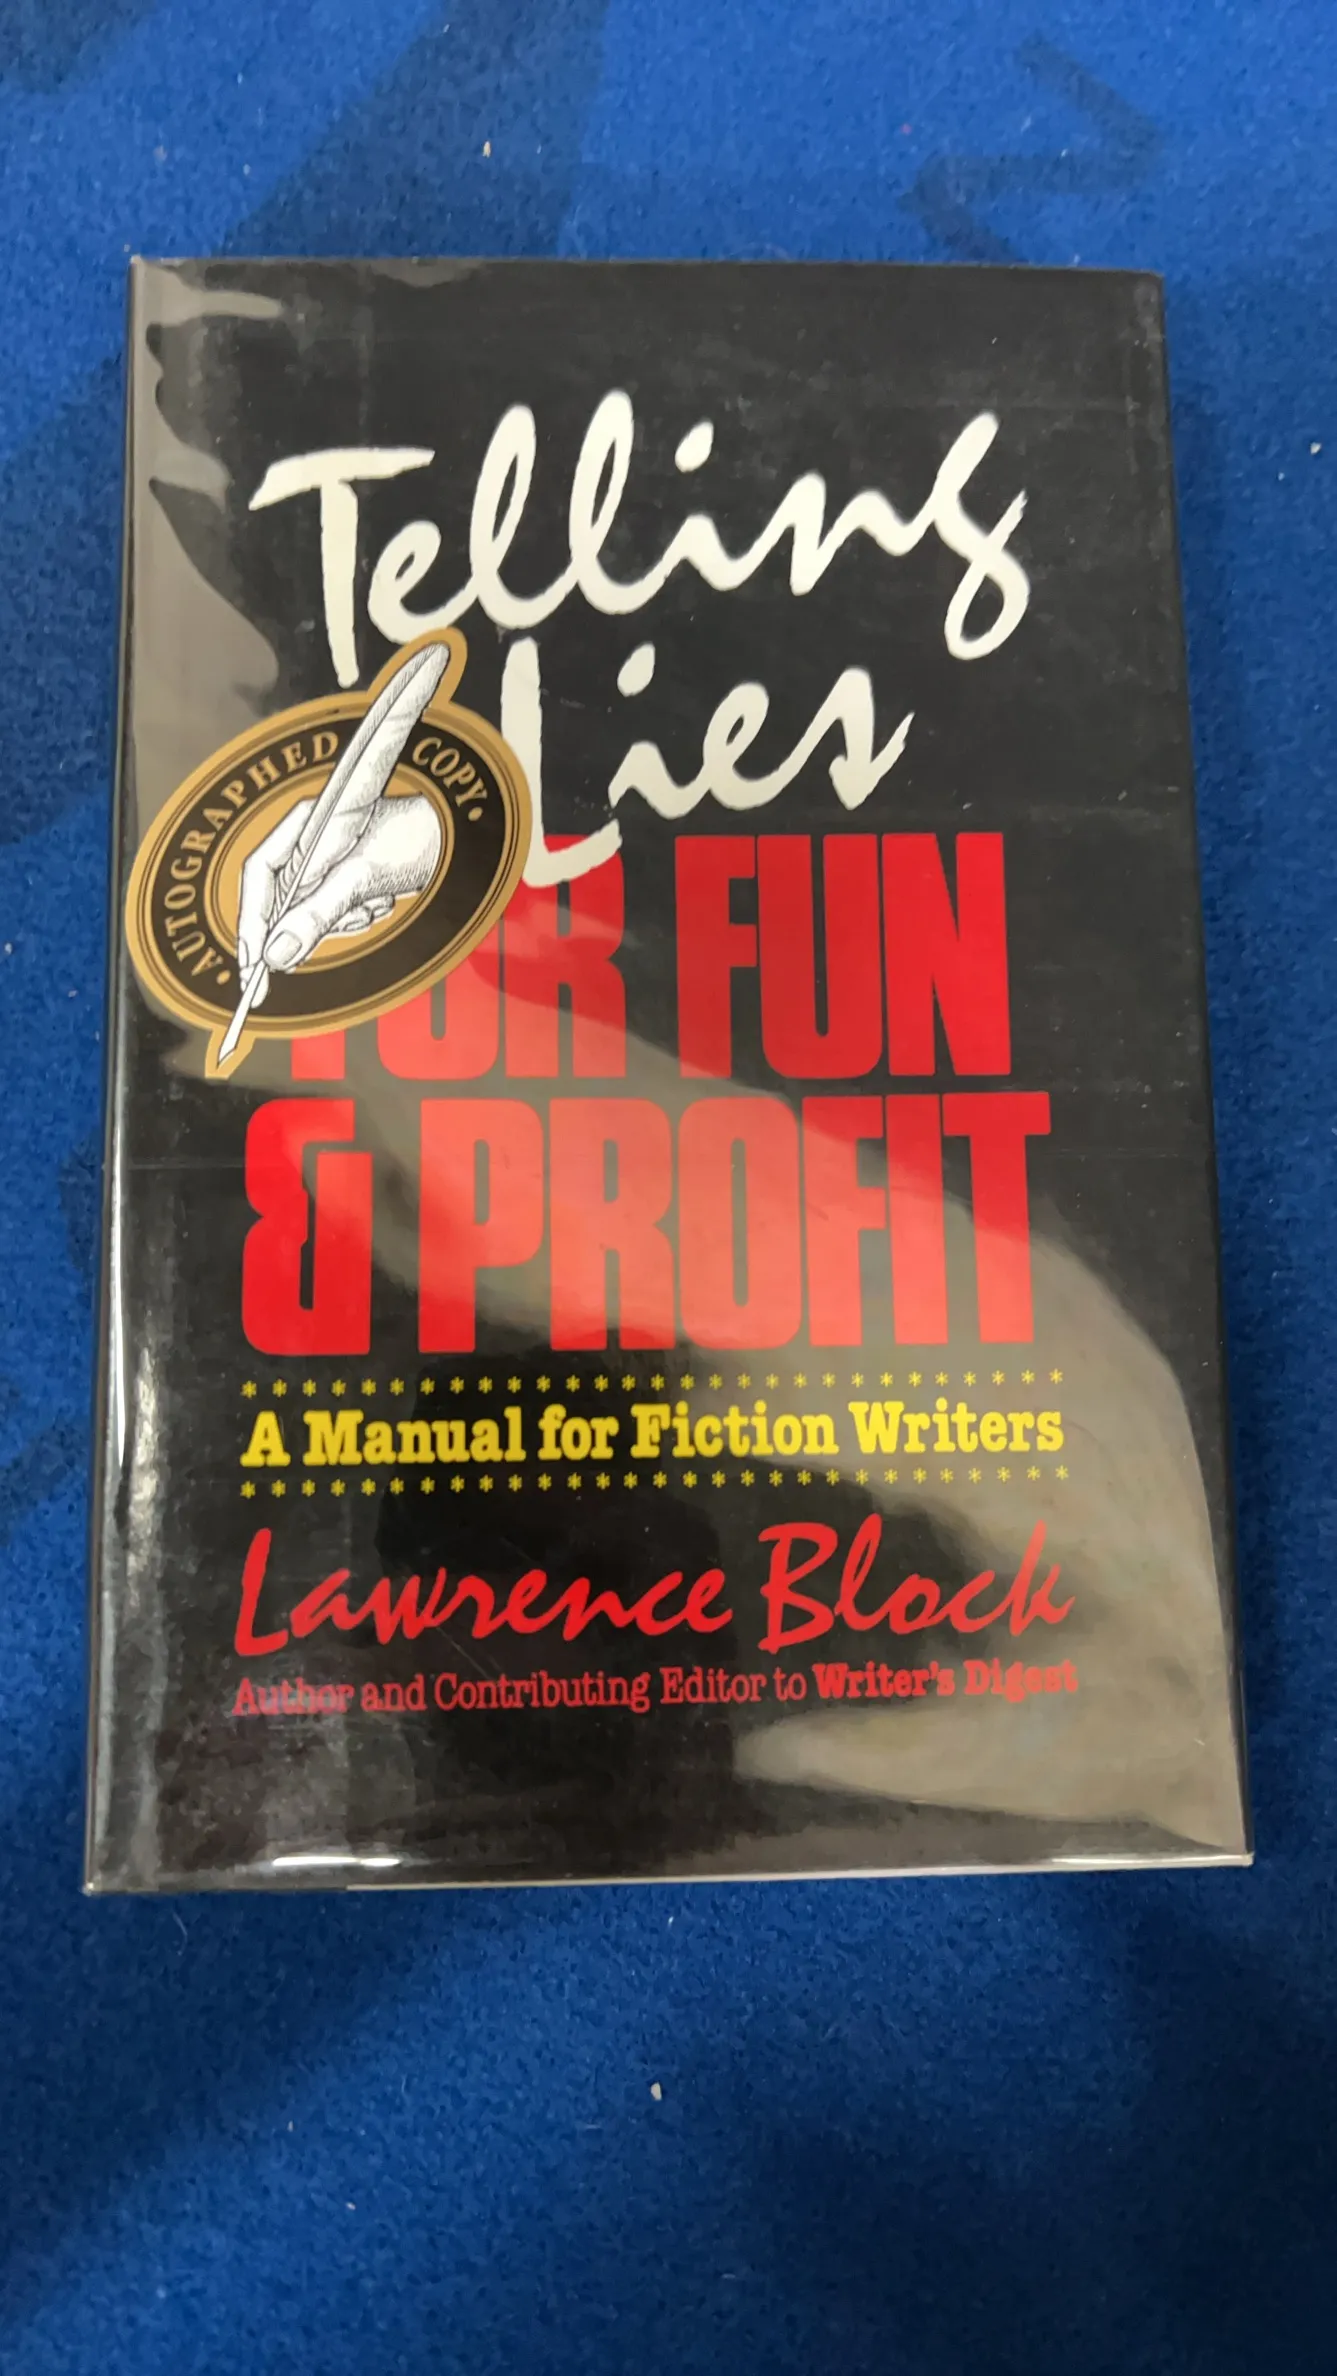 Telling
Lies
AUTOGRAPHED COPY
FOR FUN
& PROFIT
A Manual for Fiction Writers
Lawrence Block
Author and Contributing Editor to Writer's Digest